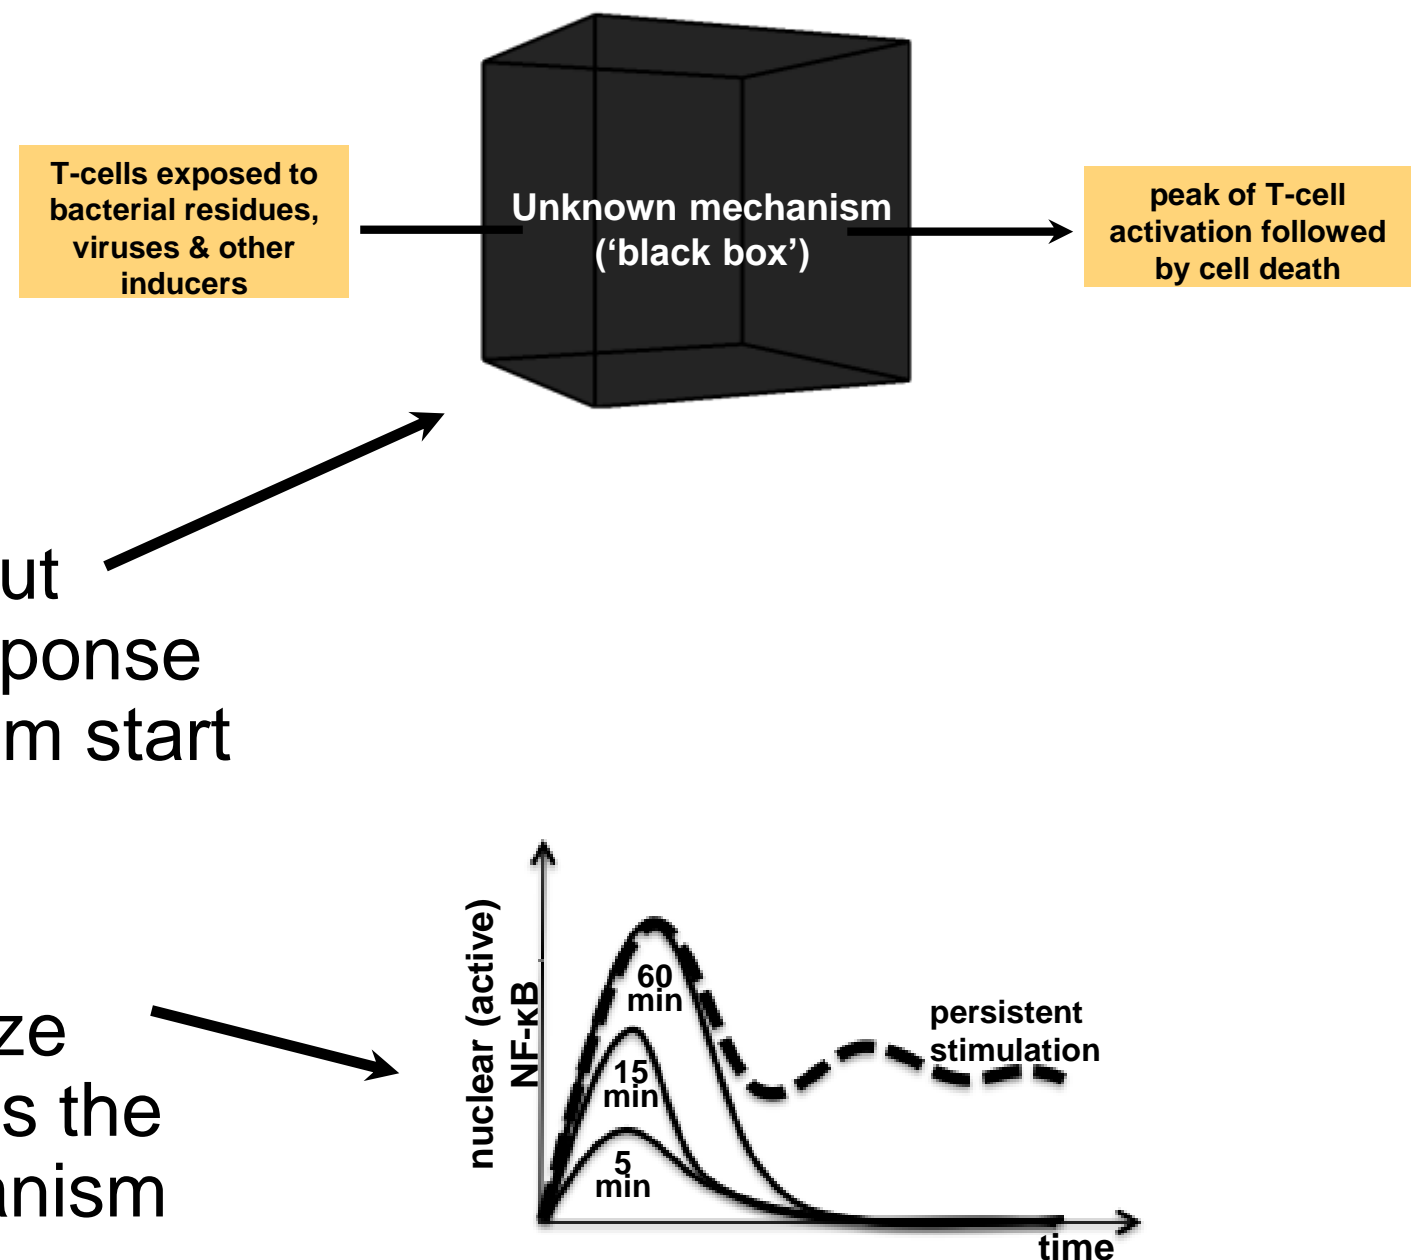 T-cells exposed to
bacterial residues,
viruses & other
inducers
Unknown mechanism
(‘black box’)
peak of T-cell
activation followed
by cell death
ut
ponse
m start
ze
s the
anism
nuclear (active)
NF-κB
60
min
15
min
5
min
persistent
stimulation
time